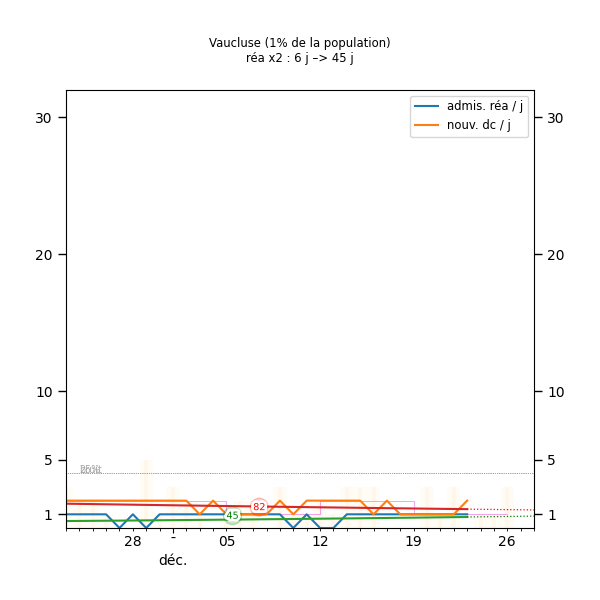 Vaucluse (1% de la population)
réa x2 : 6 j –> 45 j
admis. réa / j
nouv. dc / j
30 30
20 20
10 10
5 5
1 1
82
45
28 - 05 12 19 26
déc.